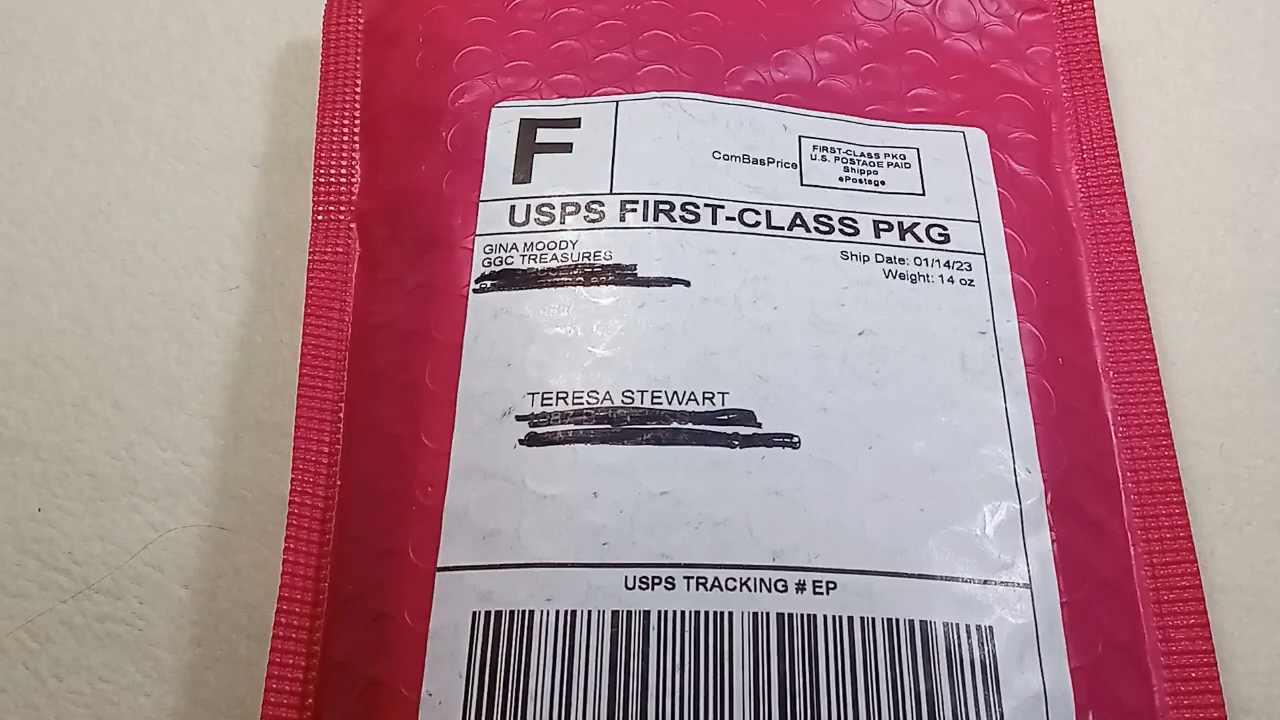 F
ComBasPrice
FIRST-CLASS PKG
U.S. POSTAGE PAID
Shippo
ePostage
USPS FIRST-CLASS PKG
GINA MOODY
GGC TREASURES
Ship Date: 01/14/23
Weight: 14 oz
TERESA STEWART
USPS TRACKING # EP